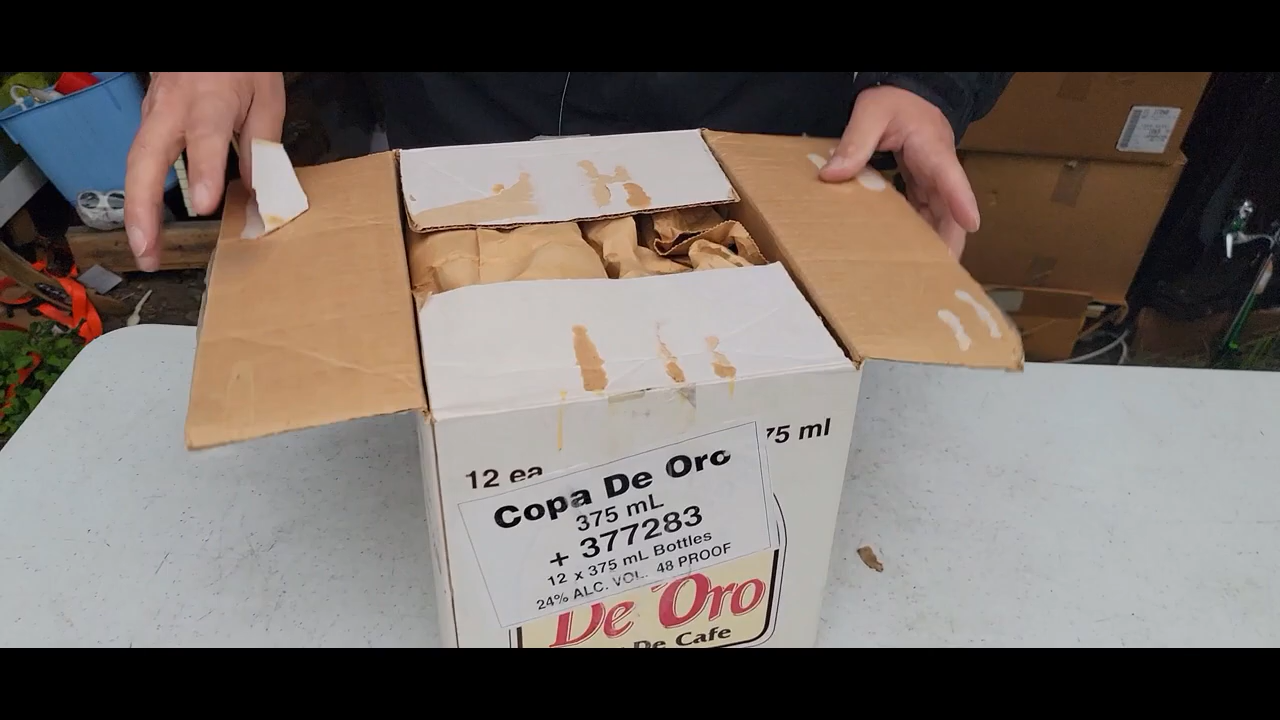 12 ea
75 ml
Copa De Oro
375 mL
+ 377283
12 x 375 mL Bottles
24% ALC. VOL. 48 PROOF
De Oro
De Cafe